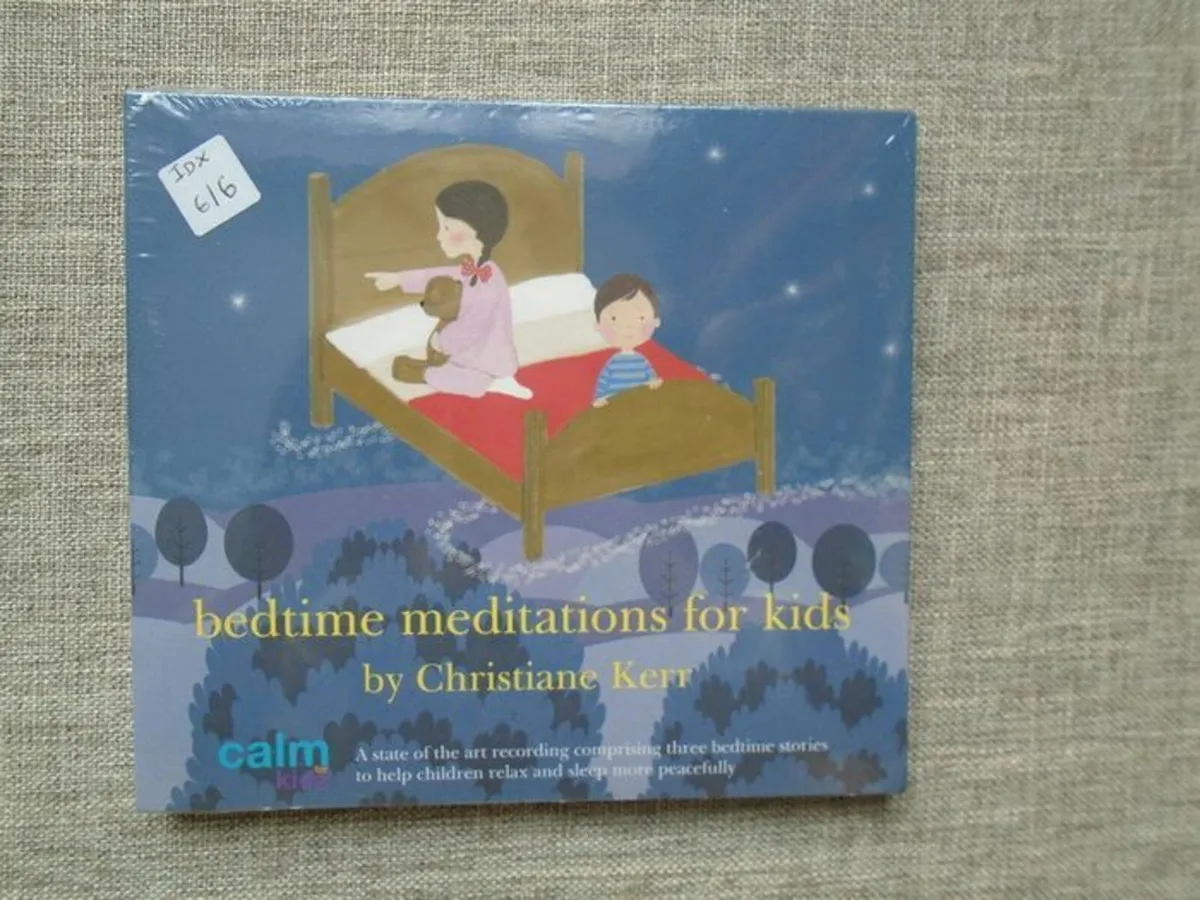 IDX
6/6
bedtime meditations for kids
by Christiane Kerr
calm
for
kids
A state of the art recording comprising three bedtime stories
to help children relax and sleep more peacefully